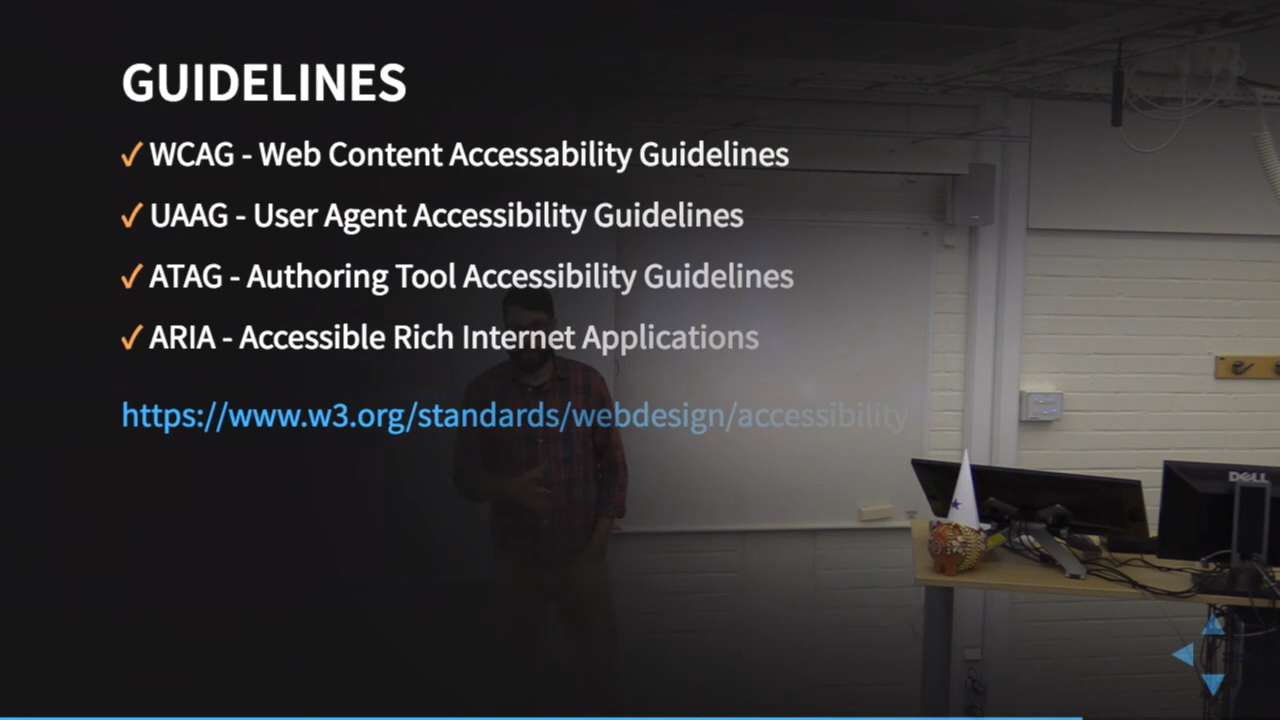 GUIDELINES
✓ WCAG - Web Content Accessability Guidelines
✓ UAAG - User Agent Accessibility Guidelines
✓ ATAG - Authoring Tool Accessibility Guidelines
✓ ARIA - Accessible Rich Internet Applications
https://www.w3.org/standards/webdesign/accessibility
DELL